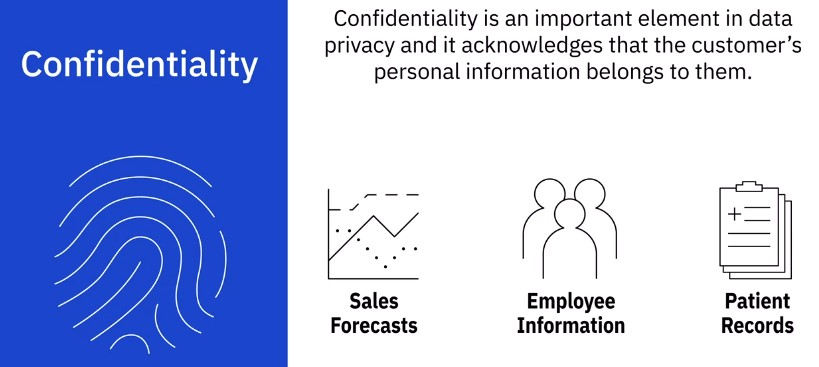 Confidentiality
Confidentiality is an important element in data
privacy and it acknowledges that the customer's
personal information belongs to them.
Sales
Forecasts
Employee
Information
Patient
Records